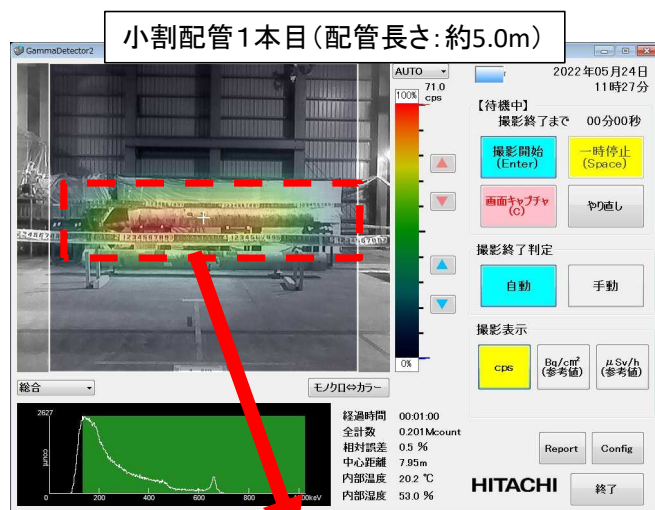 小割配管１本目（配管長さ：約5.0m）
GammaDetector2
AUTO
71.0
cps
100%
0%
2022年05月24日
11時27分
【待機中】
撮影終了まで 00分00秒
撮影開始
(Enter)
一時停止
(Space)
画面キャプチャ
(C)
やり直し
撮影終了判定
自動
手動
撮影表示
cps
Bq/cm²
(参考値)
μSv/h
(参考値)
総合
モノクロ⇔カラー
2627
count
0 200 400 600 800 1000keV
経過時間 00:01:00
全計数 0.201Mcount
相対誤差 0.5 %
中心距離 7.95m
内部温度 20.2 ℃
内部湿度 53.0 %
Report
Config
HITACHI
終了